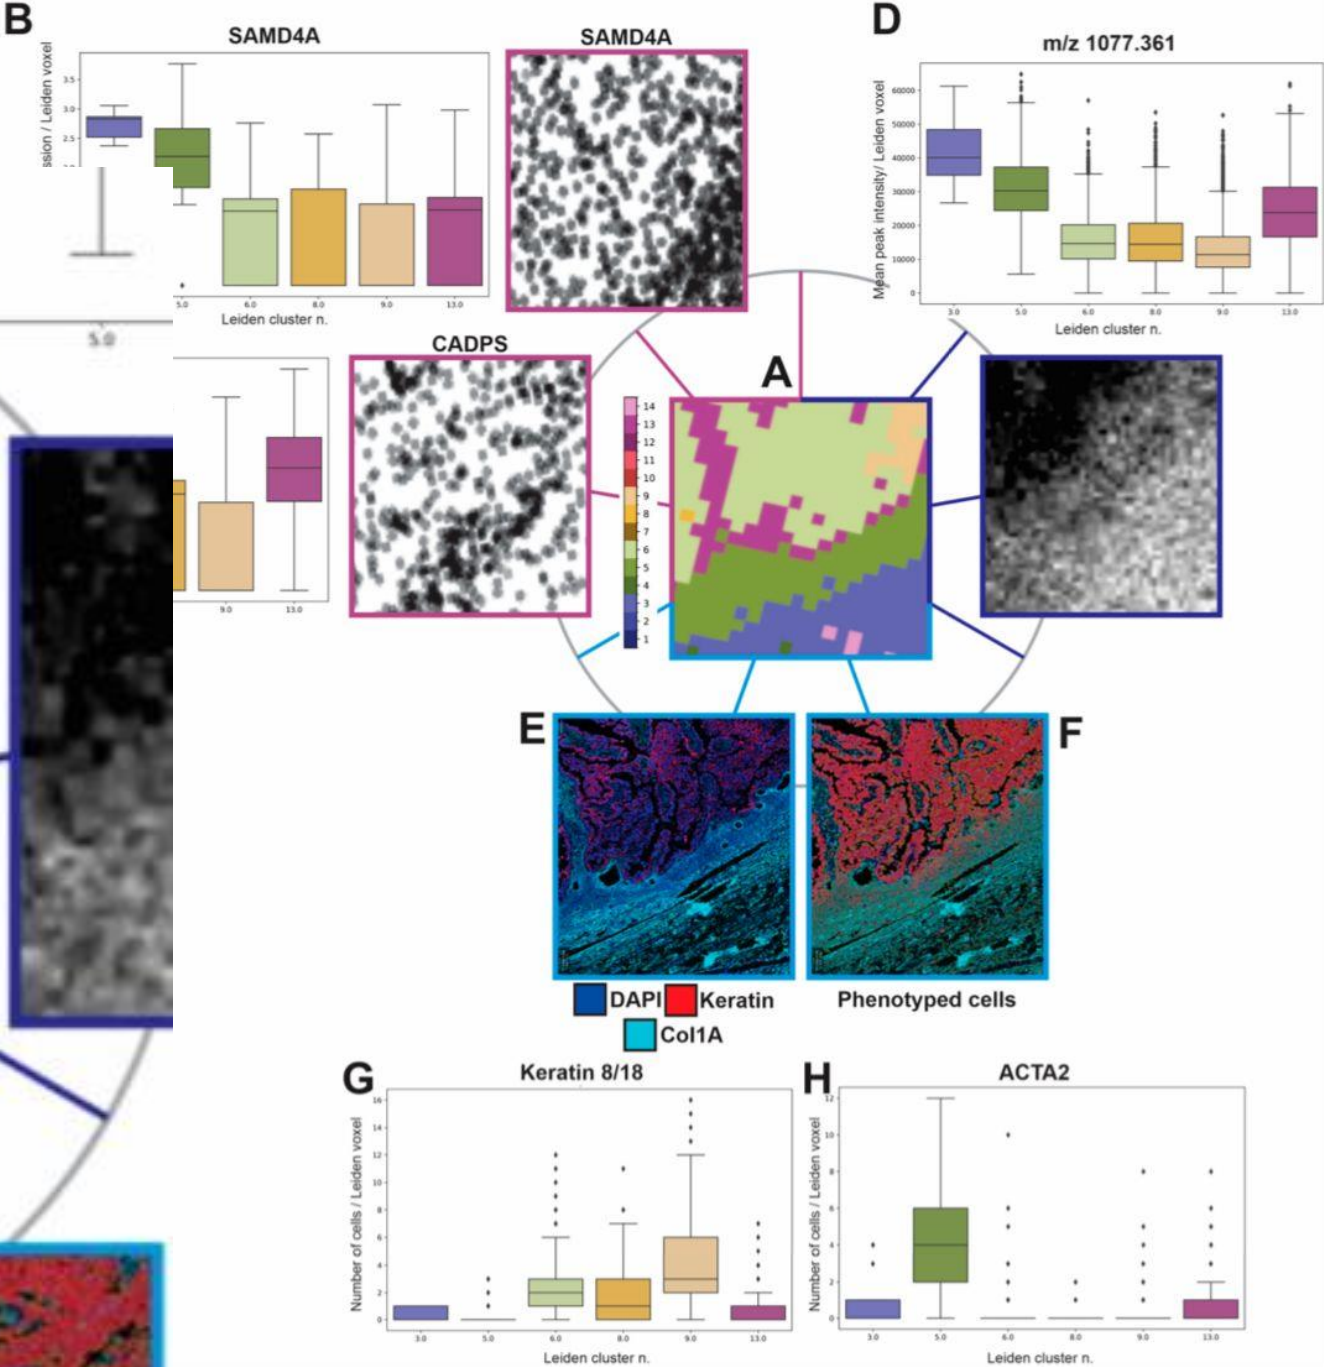 B
SAMD4A
SAMD4A
D
m/z 1077.361
ssion / Leiden voxel
3.5
3.0
2.5
5.0
6.0
8.0
9.0
13.0
Leiden cluster n.
5.0
Mean peak intensity/ Leiden voxel
60000
50000
40000
30000
20000
10000
0
3.0
5.0
6.0
8.0
9.0
13.0
Leiden cluster n.
CADPS
9.0
13.0
A
14
13
12
11
10
9
8
7
6
5
4
3
2
1
E
F
DAPI
Keratin
Col1A
Phenotyped cells
G
Keratin 8/18
Number of cells / Leiden voxel
16
14
12
10
8
6
4
2
0
3.0
5.0
6.0
8.0
9.0
13.0
Leiden cluster n.
H
ACTA2
Number of cells / Leiden voxel
12
10
8
6
4
2
0
3.0
5.0
6.0
8.0
9.0
13.0
Leiden cluster n.